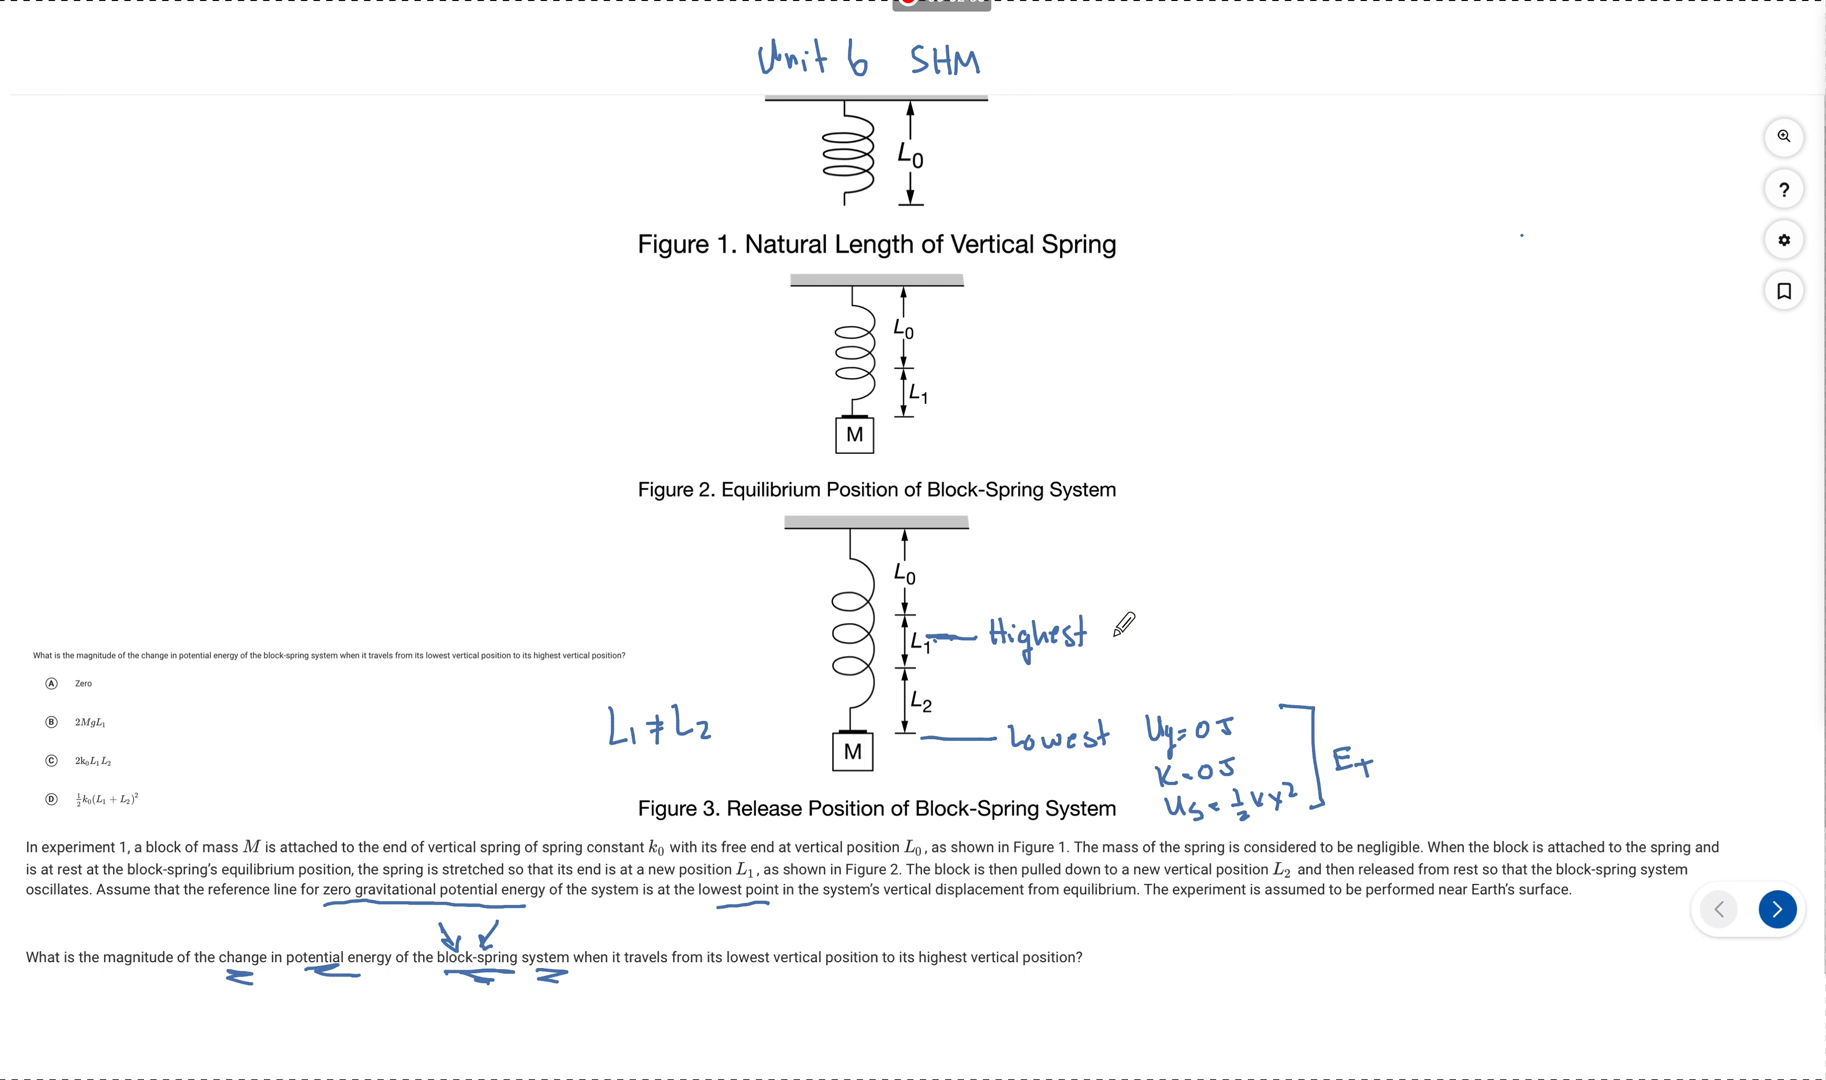 Unit 6 SHM
L₀
Figure 1. Natural Length of Vertical Spring
L₀
L₁
M
Figure 2. Equilibrium Position of Block-Spring System
L₀
L₁ Highest
L₂
M
Lowest
Ug = 0 J
K = 0 J
Us = ½kx²
E_T
L₁ ≠ L₂
Figure 3. Release Position of Block-Spring System
What is the magnitude of the change in potential energy of the block-spring system when it travels from its lowest vertical position to its highest vertical position?
A Zero
B 2MgL₁
C 2k₀L₁L₂
D ½k₀(L₁ + L₂)²
In experiment 1, a block of mass M is attached to the end of vertical spring of spring constant k₀ with its free end at vertical position L₀, as shown in Figure 1. The mass of the spring is considered to be negligible. When the block is attached to the spring and
is at rest at the block-spring's equilibrium position, the spring is stretched so that its end is at a new position L₁, as shown in Figure 2. The block is then pulled down to a new vertical position L₂ and then released from rest so that the block-spring system
oscillates. Assume that the reference line for zero gravitational potential energy of the system is at the lowest point in the system's vertical displacement from equilibrium. The experiment is assumed to be performed near Earth's surface.
What is the magnitude of the change in potential energy of the block-spring system when it travels from its lowest vertical position to its highest vertical position?
?